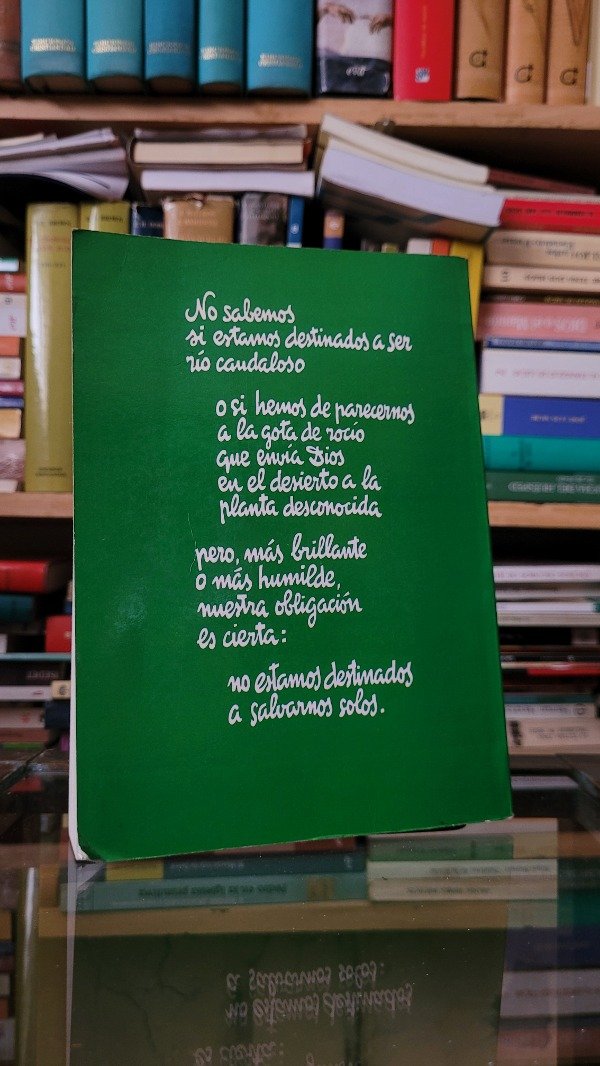 No sabemos
si estamos destinados a ser
río caudaloso
o si hemos de parecernos
a la gota de rocío
que envía Dios
en el desierto a la
planta desconocida
pero, más brillante
o más humilde,
nuestra obligación
es cierta:
no estamos destinados
a salvarnos solos.